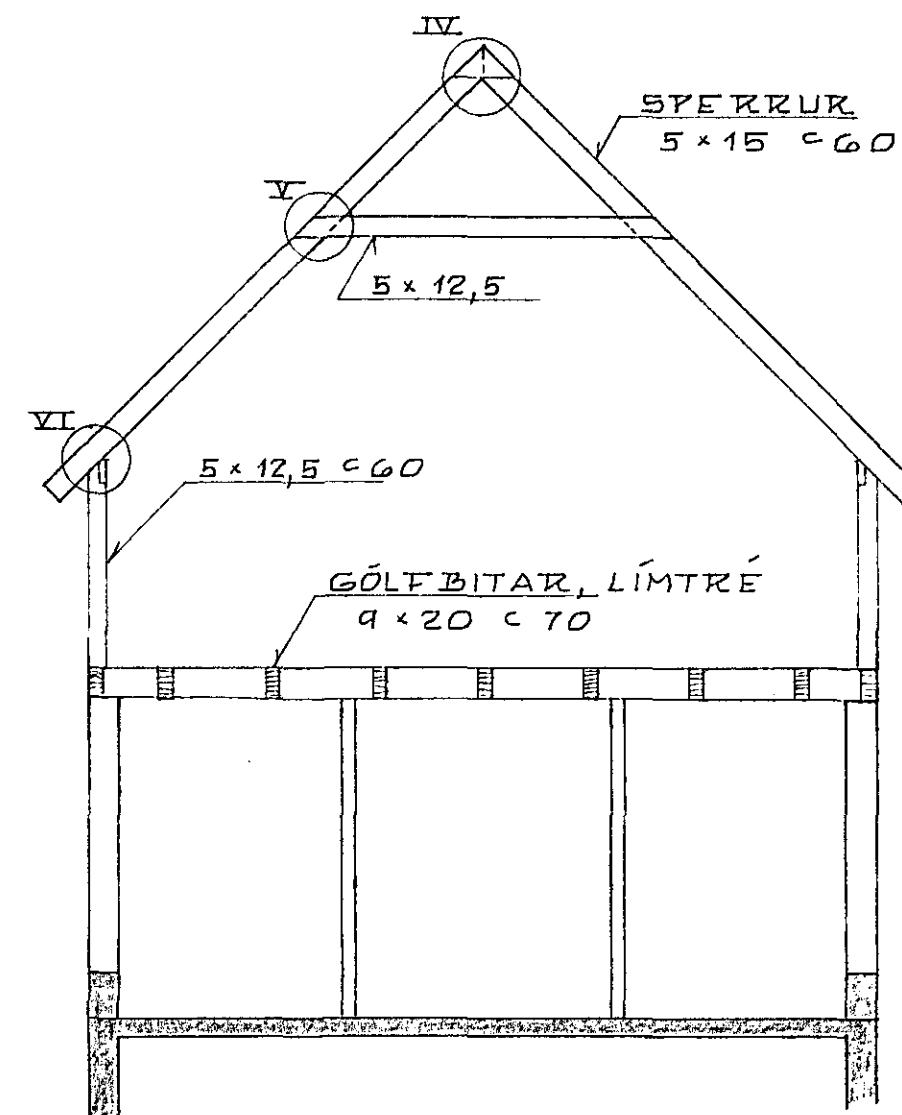 IV
SPERRUR
5 x 15 c 60
V
5 x 12,5
VI
5 x 12,5 c 60
GÓLFBITAR, LÍMTRÉ
9 x 20 c 70